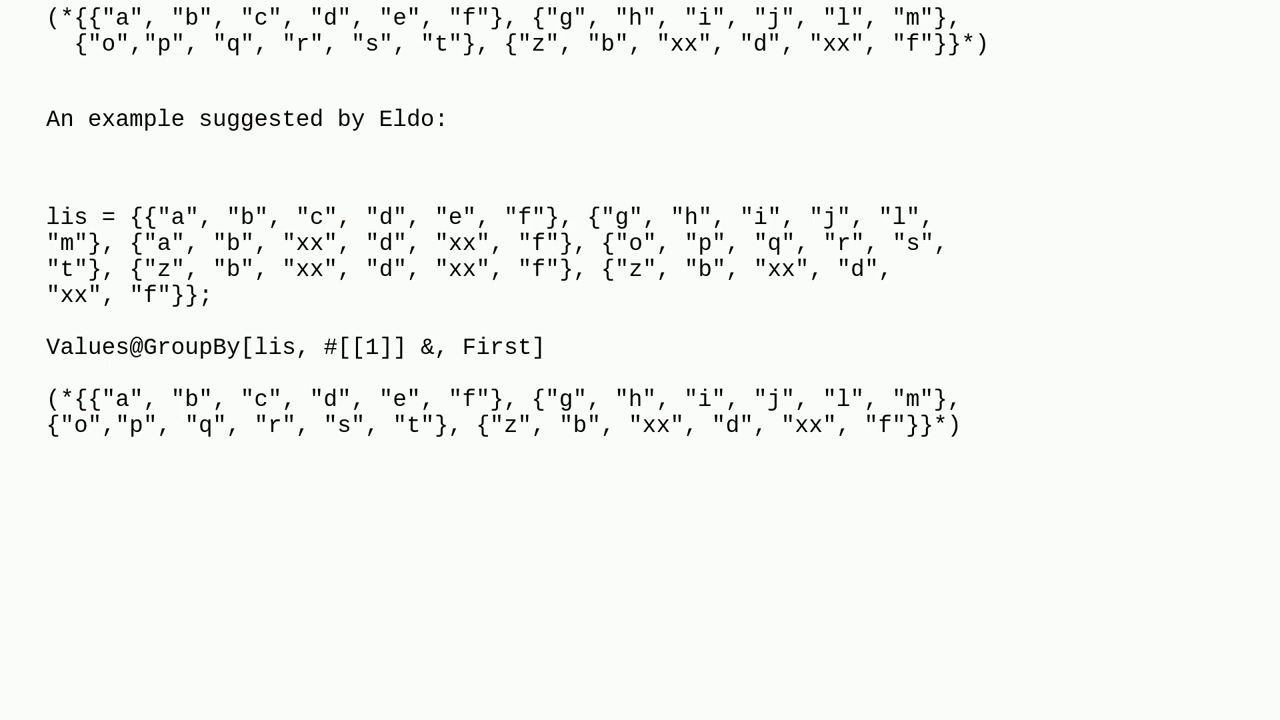 (*{{"a", "b", "c", "d", "e", "f"}, {"g", "h", "i", "j", "l", "m"},
{"o","p", "q", "r", "s", "t"}, {"z", "b", "xx", "d", "xx", "f"}}*)
An example suggested by Eldo:
lis = {{"a", "b", "c", "d", "e", "f"}, {"g", "h", "i", "j", "l",
"m"}, {"a", "b", "xx", "d", "xx", "f"}, {"o", "p", "q", "r", "s",
"t"}, {"z", "b", "xx", "d", "xx", "f"}, {"z", "b", "xx", "d",
"xx", "f"}};
Values@GroupBy[lis, #[[1]] &, First]
(*{{"a", "b", "c", "d", "e", "f"}, {"g", "h", "i", "j", "l", "m"},
{"o","p", "q", "r", "s", "t"}, {"z", "b", "xx", "d", "xx", "f"}}*)